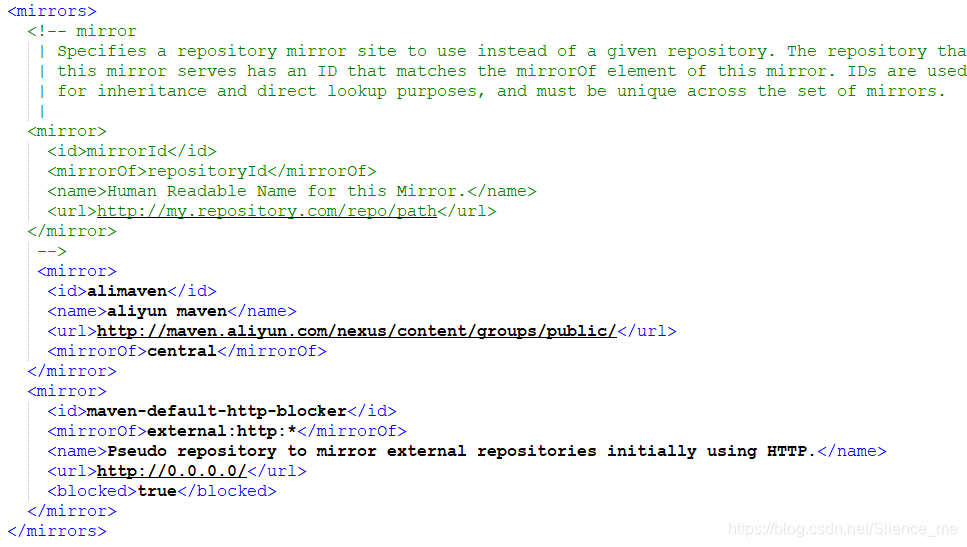 <mirrors>
<!-- mirror
| Specifies a repository mirror site to use instead of a given repository. The repository tha
| this mirror serves has an ID that matches the mirrorOf element of this mirror. IDs are used
| for inheritance and direct lookup purposes, and must be unique across the set of mirrors.
|
<mirror>
<id>mirrorId</id>
<mirrorOf>repositoryId</mirrorOf>
<name>Human Readable Name for this Mirror.</name>
<url>http://my.repository.com/repo/path</url>
</mirror>
-->
<mirror>
<id>alimaven</id>
<name>aliyun maven</name>
<url>http://maven.aliyun.com/nexus/content/groups/public/</url>
<mirrorOf>central</mirrorOf>
</mirror>
<mirror>
<id>maven-default-http-blocker</id>
<mirrorOf>external:http:*</mirrorOf>
<name>Pseudo repository to mirror external repositories initially using HTTP.</name>
<url>http://0.0.0.0/</url>
<blocked>true</blocked>
</mirror>
</mirrors>
https://blog.csdn.net/Slience_me